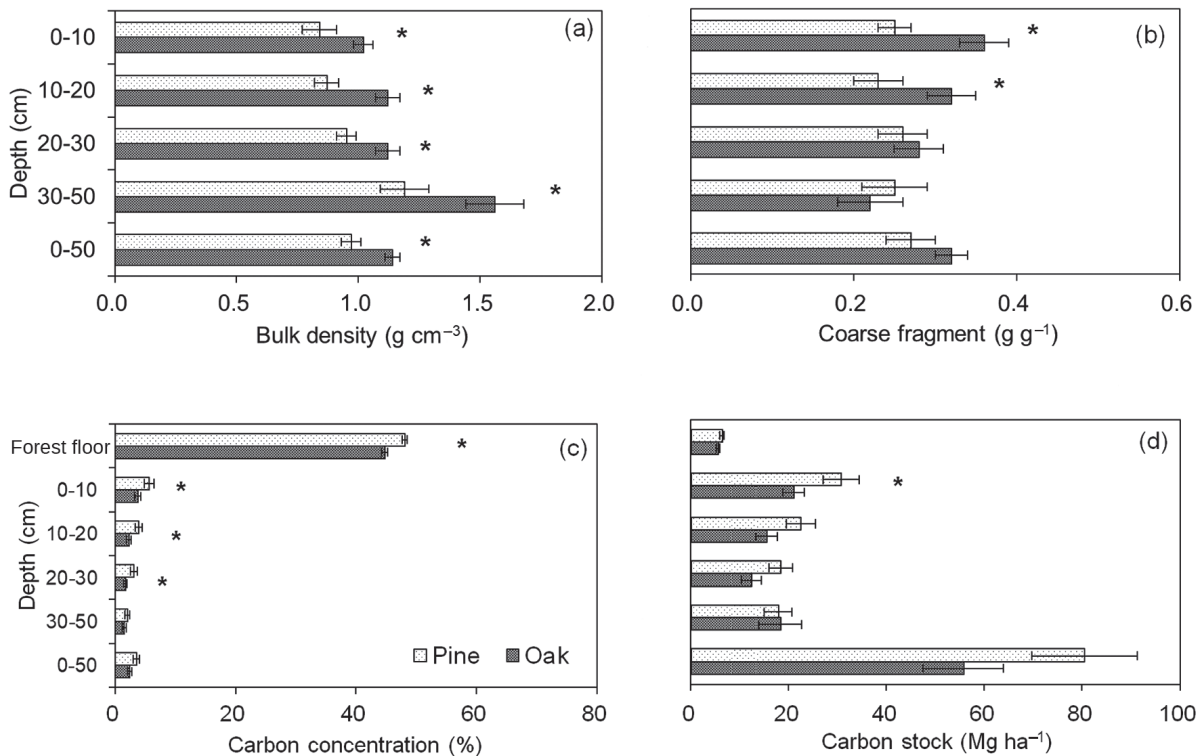 (a)
Depth (cm)
0-10
*
10-20
*
20-30
*
30-50
*
0-50
*
0.0 0.5 1.0 1.5 2.0
Bulk density (g cm⁻³)
(b)
*
*
0.0 0.2 0.4 0.6
Coarse fragment (g g⁻¹)
(c)
Depth (cm)
Forest floor
*
0-10
*
10-20
*
20-30
*
30-50
0-50
Pine Oak
0 20 40 60 80
Carbon concentration (%)
(d)
*
0 20 40 60 80 100
Carbon stock (Mg ha⁻¹)